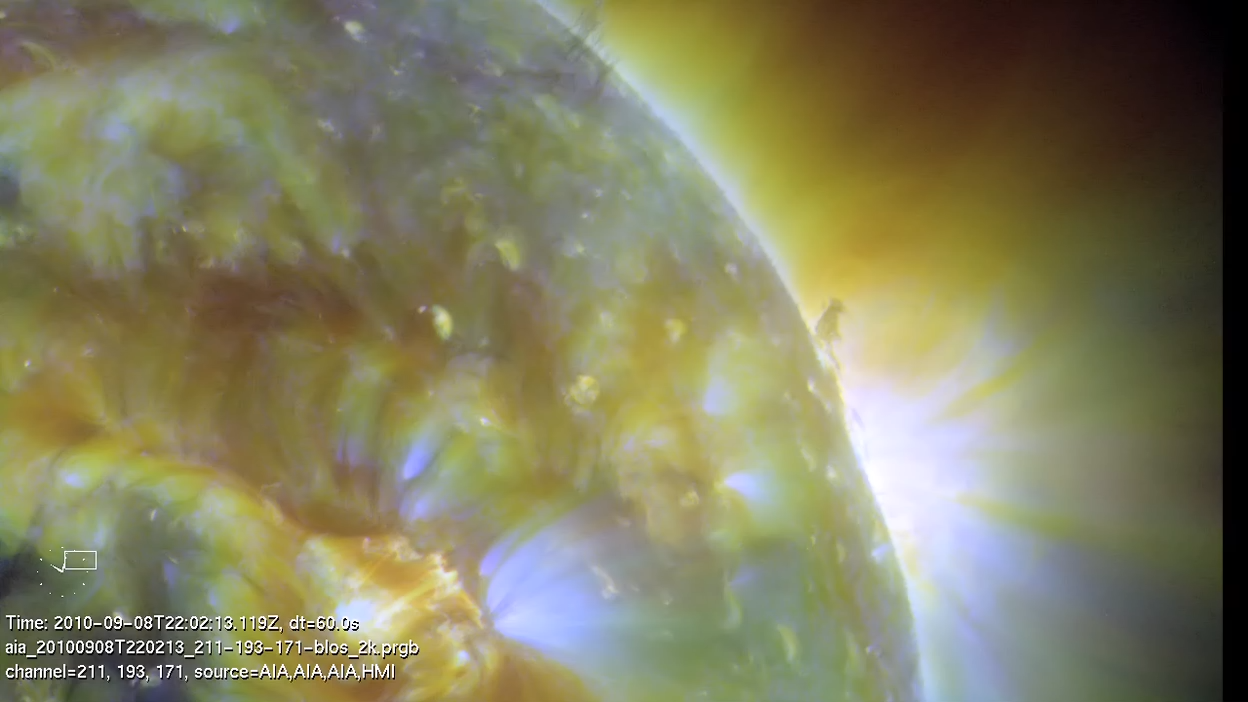 Time: 2010-09-08T22:02:13.119Z, dt=60.0s
aia_20100908T220213_211-193-171-blos_2k.prgb
channel=211, 193, 171, source=AIA,AIA,AIA,HMI